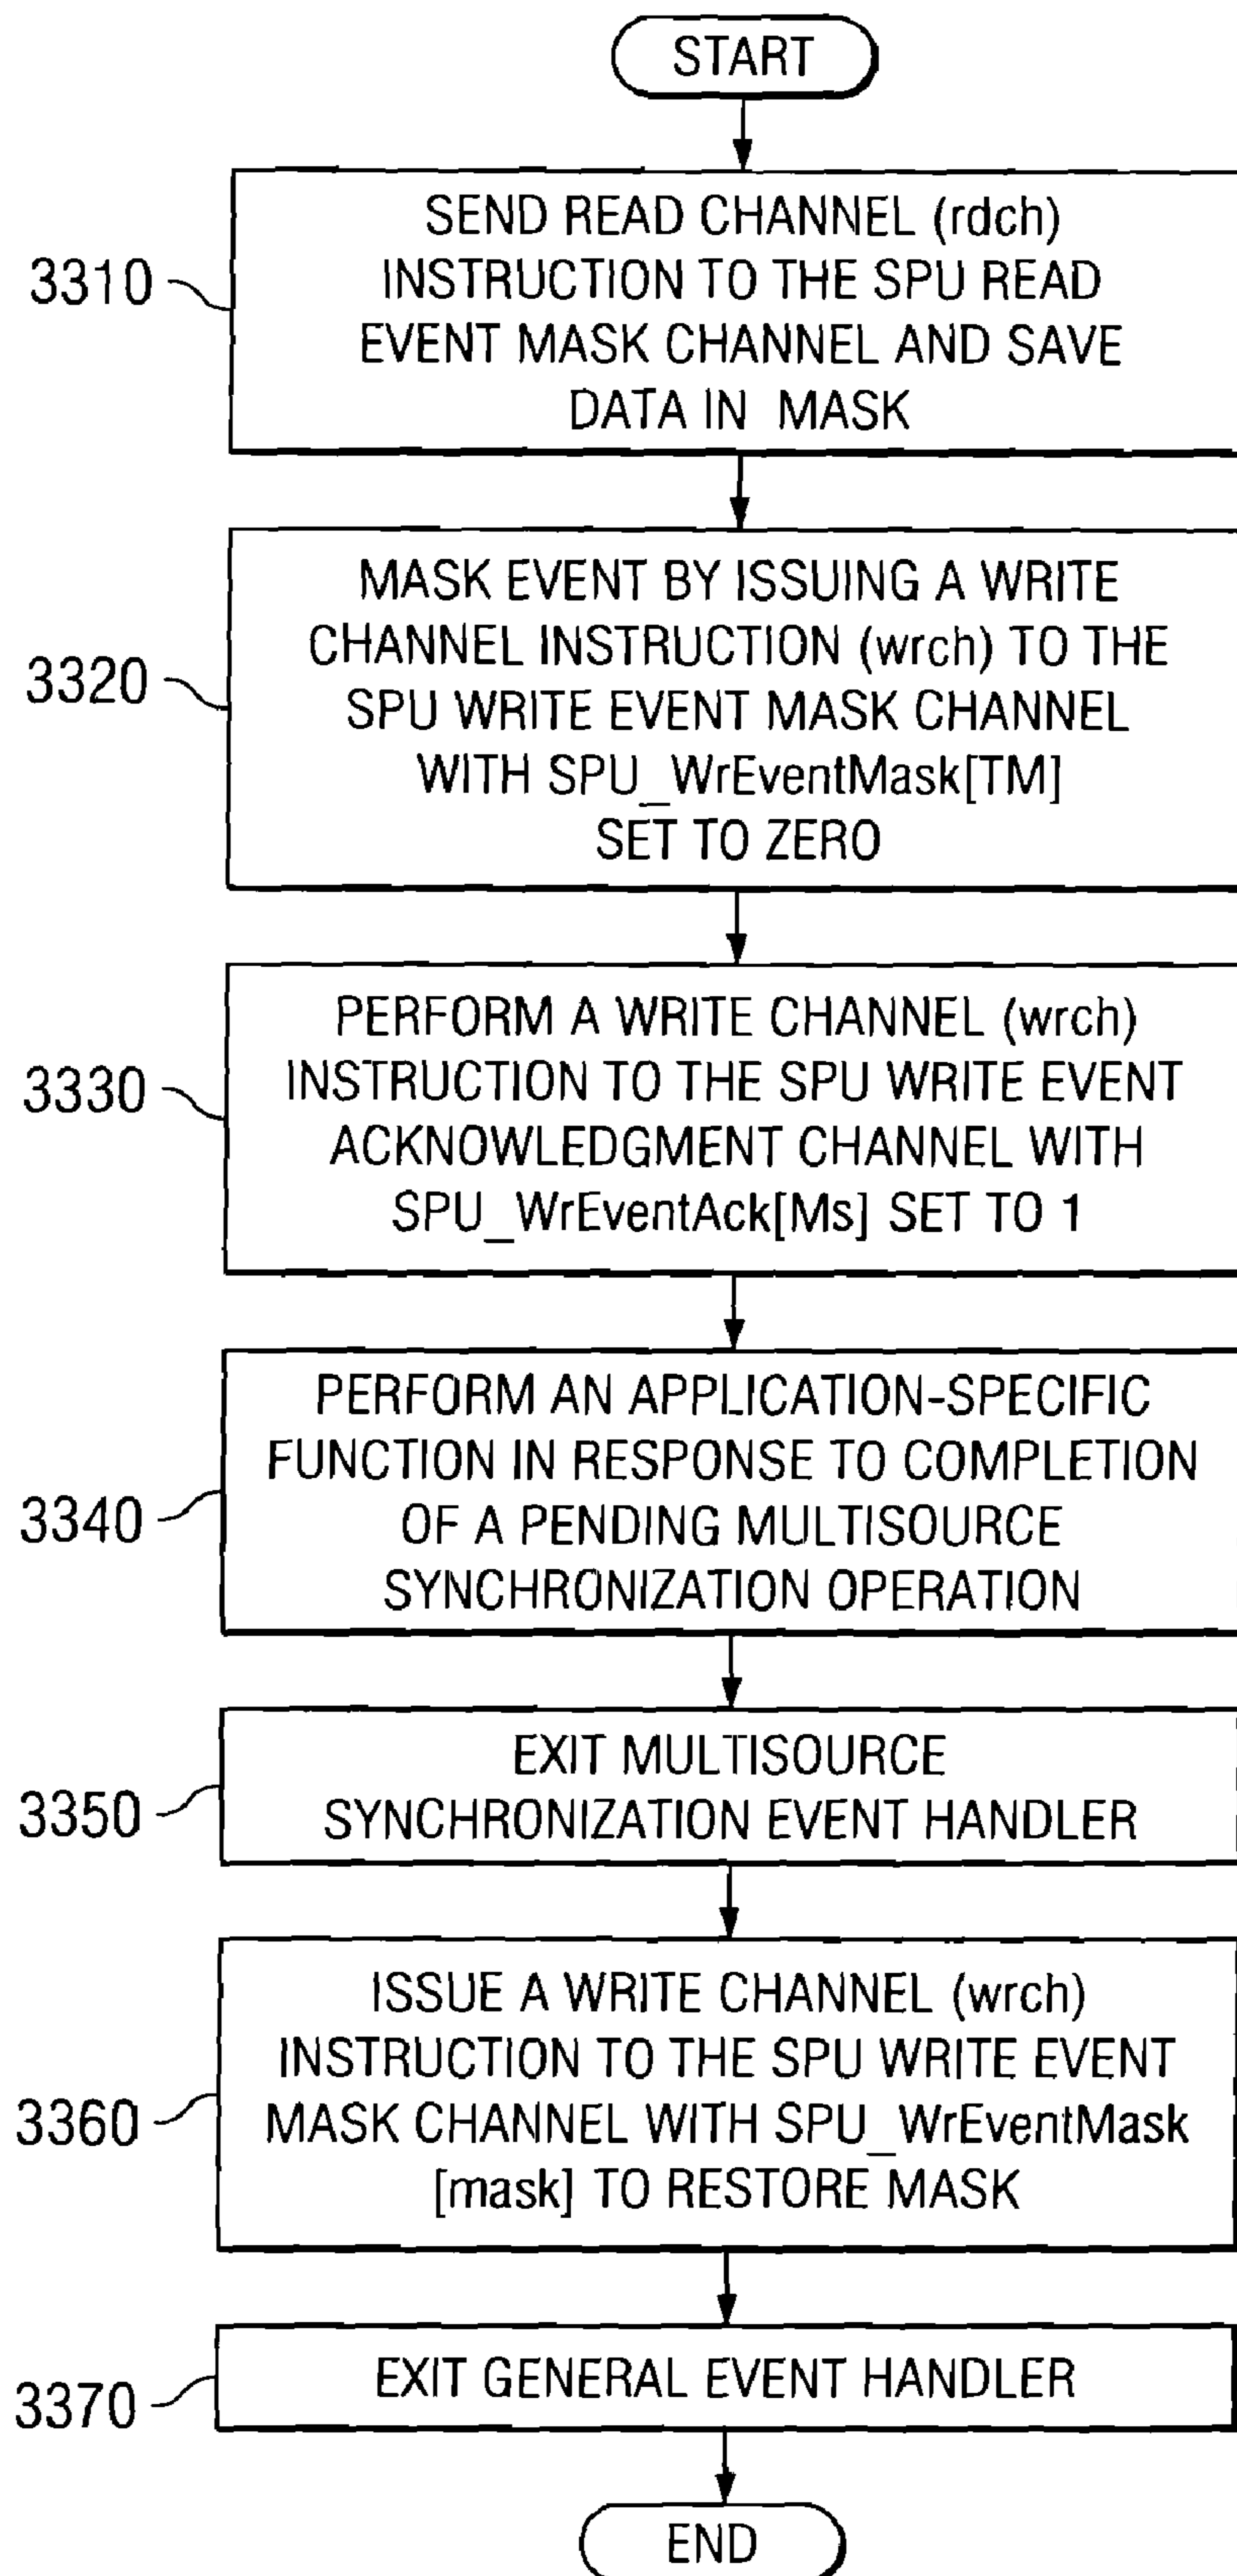 START
3310
SEND READ CHANNEL (rdch)
INSTRUCTION TO THE SPU READ
EVENT MASK CHANNEL AND SAVE
DATA IN MASK
3320
MASK EVENT BY ISSUING A WRITE
CHANNEL INSTRUCTION (wrch) TO THE
SPU WRITE EVENT MASK CHANNEL
WITH SPU_WrEventMask[TM]
SET TO ZERO
3330
PERFORM A WRITE CHANNEL (wrch)
INSTRUCTION TO THE SPU WRITE EVENT
ACKNOWLEDGMENT CHANNEL WITH
SPU_WrEventAck[Ms] SET TO 1
3340
PERFORM AN APPLICATION-SPECIFIC
FUNCTION IN RESPONSE TO COMPLETION
OF A PENDING MULTISOURCE
SYNCHRONIZATION OPERATION
3350
EXIT MULTISOURCE
SYNCHRONIZATION EVENT HANDLER
3360
ISSUE A WRITE CHANNEL (wrch)
INSTRUCTION TO THE SPU WRITE EVENT
MASK CHANNEL WITH SPU_WrEventMask
[mask] TO RESTORE MASK
3370
EXIT GENERAL EVENT HANDLER
END